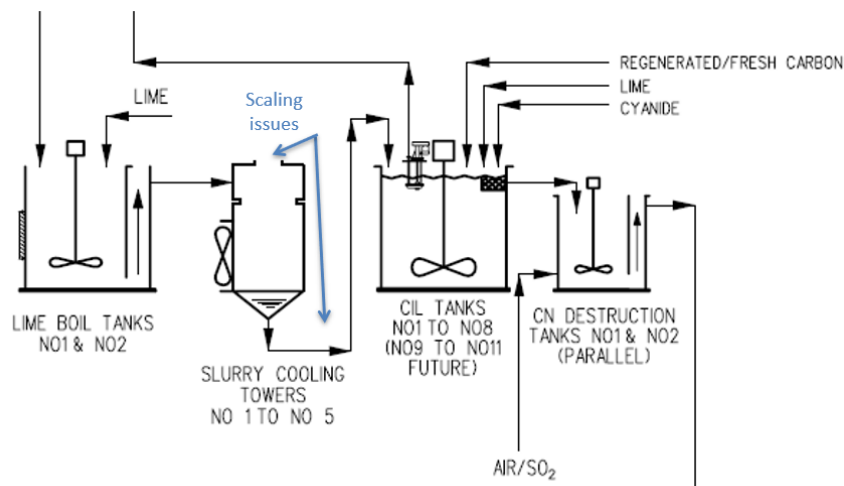 REGENERATED/FRESH CARBON
LIME
CYANIDE
LIME
Scaling
issues
LIME BOIL TANKS
NO1 & NO2
SLURRY COOLING
TOWERS
NO 1 TO NO 5
CIL TANKS
NO1 TO NO8
(NO9 TO NO11
FUTURE)
CN DESTRUCTION
TANKS NO1 & NO2
(PARALLEL)
AIR/SO₂